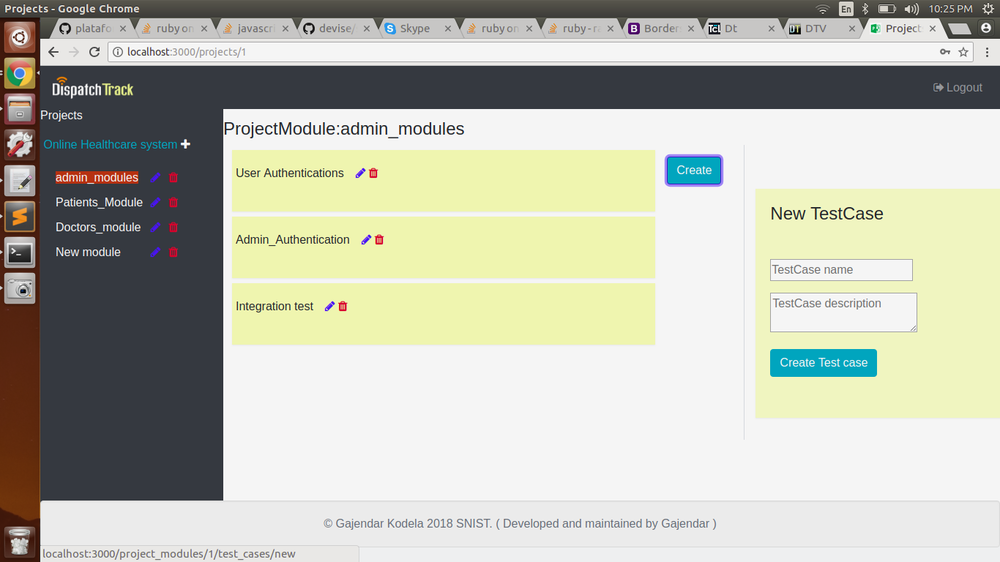 Projects - Google Chrome
En
10:25 PM
platafo
ruby on
javascri
devise/
Skype
ruby on
ruby - ra
Border
Tcl Dt
DT DTV
Project
localhost:3000/projects/1
DispatchTrack
Logout
Projects
Online Healthcare system
admin_modules
Patients_Module
Doctors_module
New module
ProjectModule:admin_modules
User Authentications
Create
Admin_Authentication
Integration test
New TestCase
TestCase name
TestCase description
Create Test case
© Gajendar Kodela 2018 SNIST. ( Developed and maintained by Gajendar )
localhost:3000/project_modules/1/test_cases/new